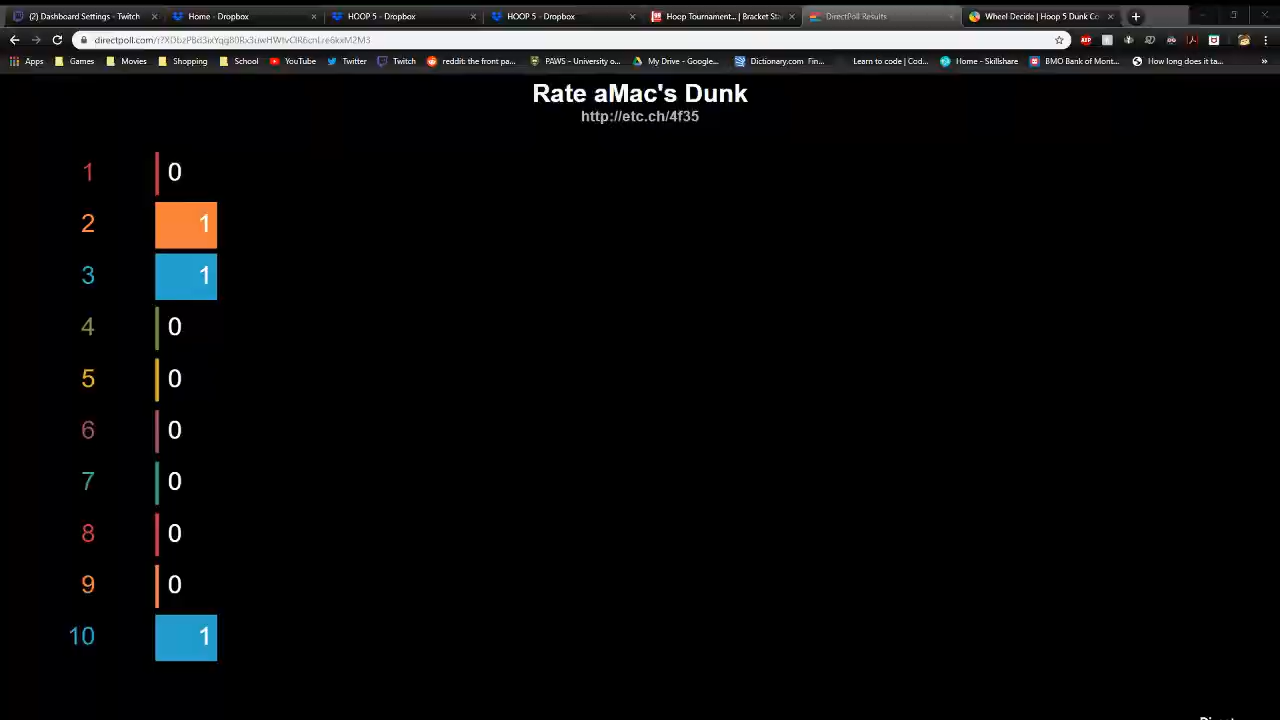 (2) Dashboard Settings - Twitch
Home - Dropbox
HOOP 5 - Dropbox
HOOP 5 - Dropbox
Hoop Tournament... | Bracket Sta
DirectPoll Results
Wheel Decide | Hoop 5 Dunk Co
Apps
Games
Movies
Shopping
School
YouTube
Twitter
Twitch
reddit: the front pa...
PAWS - University o...
My Drive - Google...
Dictionary.com Fin...
Learn to code | Cod...
Home - Skillshare
BMO Bank of Mont...
How long does it ta...
Rate aMac's Dunk
http://etc.ch/4f35
1 0
2 1
3 1
4 0
5 0
6 0
7 0
8 0
9 0
10 1